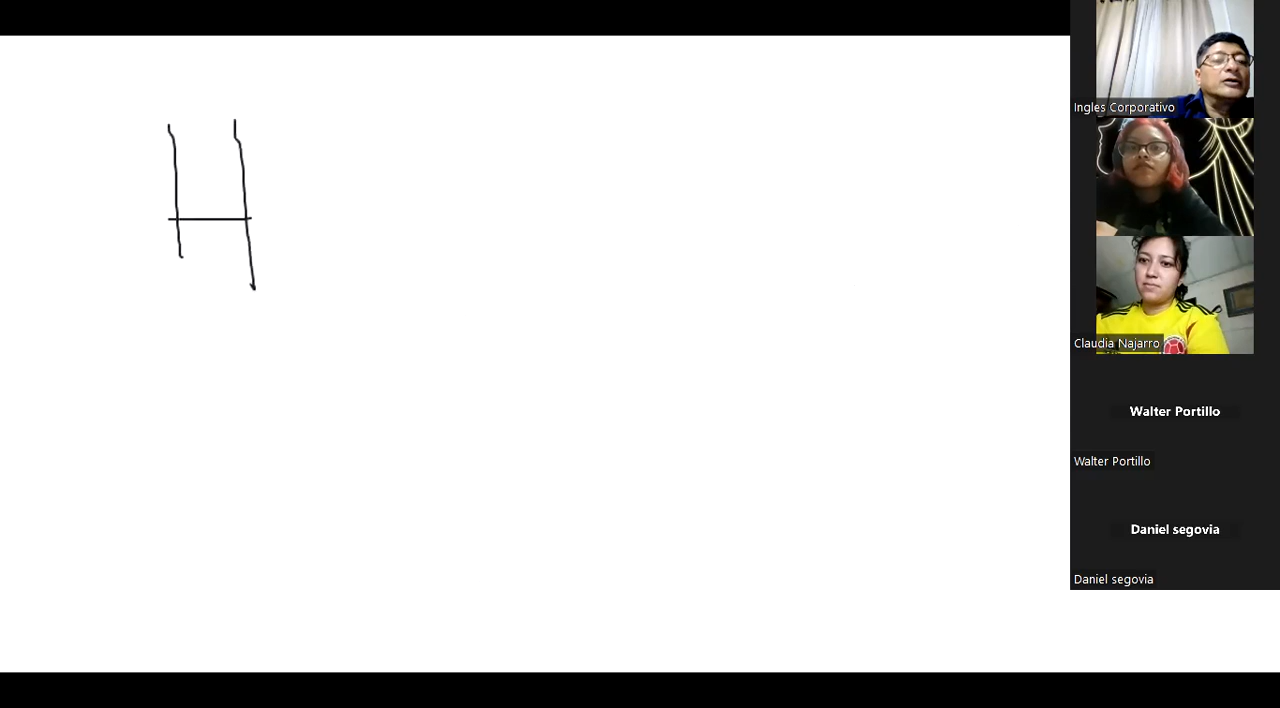 H
Ingles Corporativo
Claudia Najarro
Walter Portillo
Walter Portillo
Daniel segovia
Daniel segovia